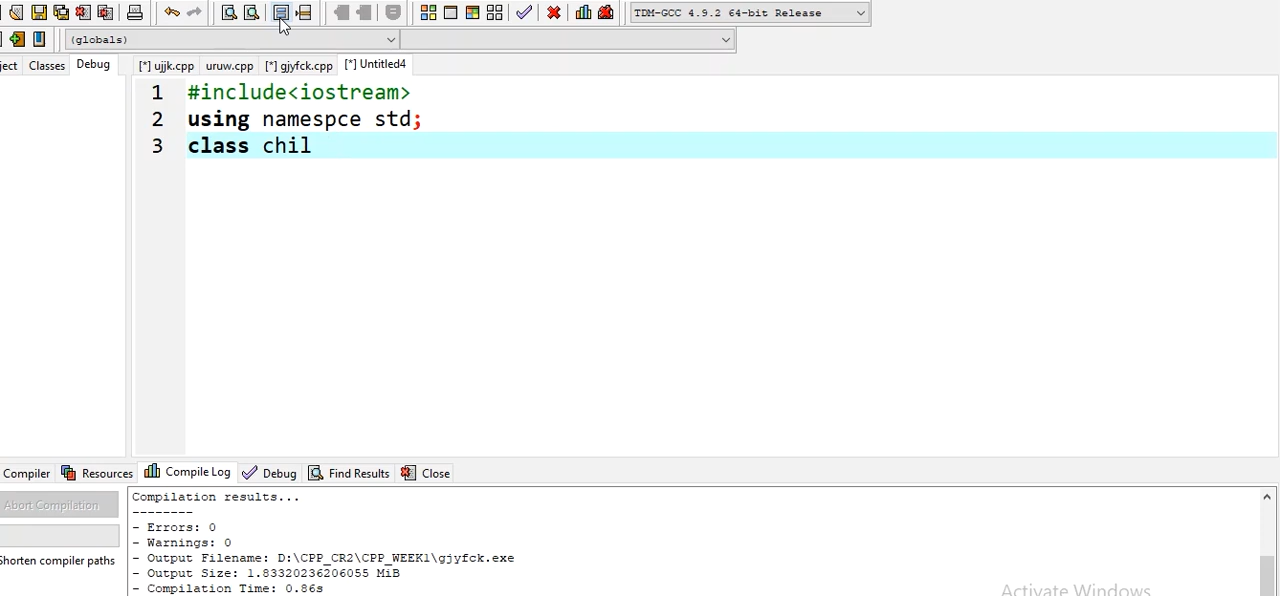 TDM-GCC 4.9.2 64-bit Release
(globals)
ject Classes Debug [*] ujjk.cpp uruw.cpp [*] gjyfck.cpp [*] Untitled4
1 #include<iostream>
2 using namespce std;
3 class chil
Compiler Resources Compile Log Debug Find Results Close
Abort Compilation
Shorten compiler paths
Compilation results...
--------
- Errors: 0
- Warnings: 0
- Output Filename: D:\CPP_CR2\CPP_WEEK1\gjyfck.exe
- Output Size: 1.83320236206055 MiB
- Compilation Time: 0.86s
Activate Windows